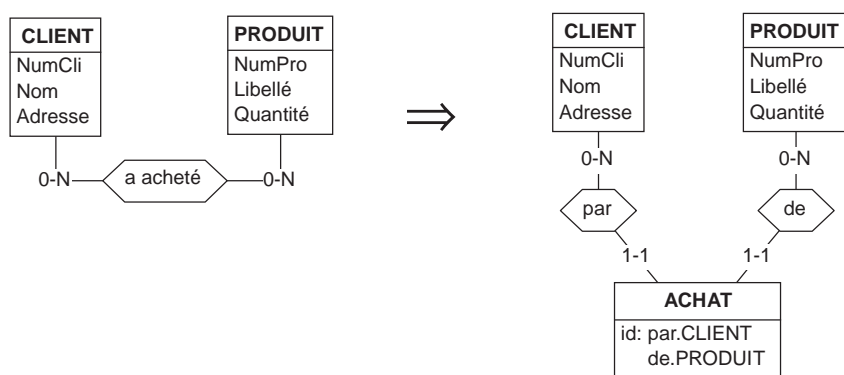 CLIENT
NumCli
Nom
Adresse
PRODUIT
NumPro
Libellé
Quantité
0-N
a acheté
0-N
⇒
CLIENT
NumCli
Nom
Adresse
PRODUIT
NumPro
Libellé
Quantité
0-N
0-N
par
de
1-1
1-1
ACHAT
id: par.CLIENT
de.PRODUIT